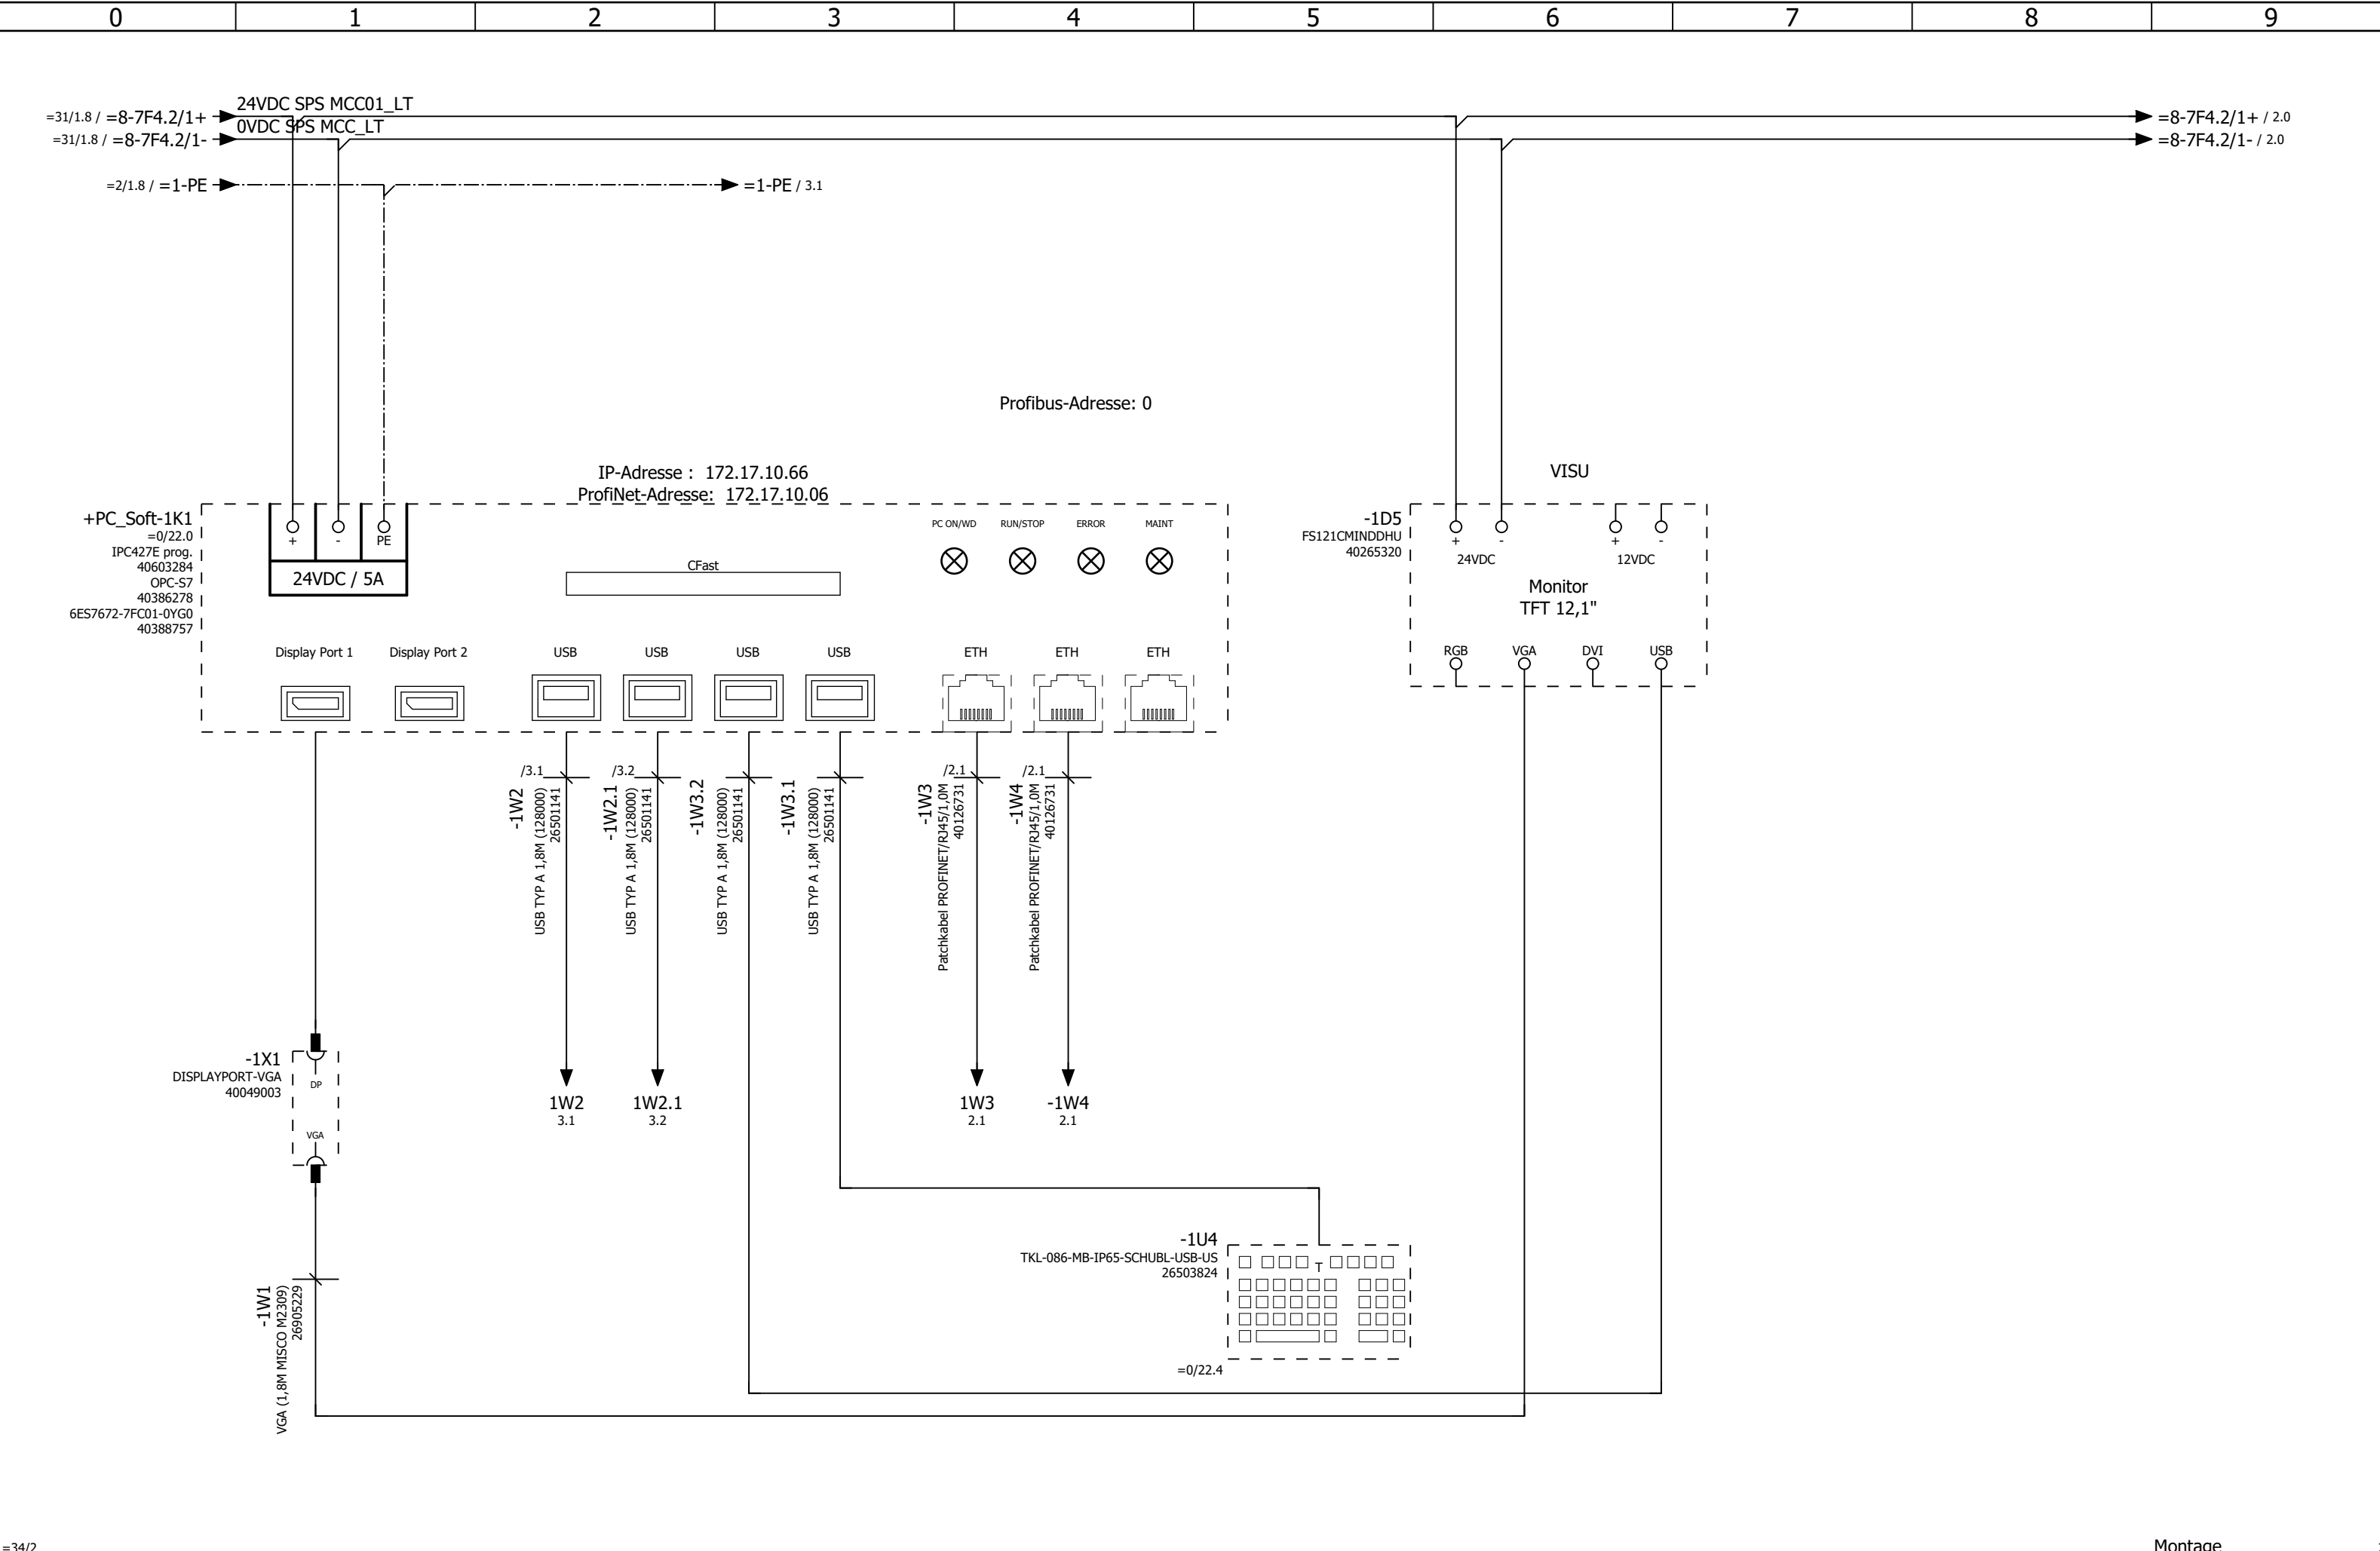 0 1 2 3 4 5 6 7 8 9
24VDC SPS MCC01_LT
=31/1.8 / =8-7F4.2/1+
=8-7F4.2/1+ / 2.0
0VDC SPS MCC_LT
=31/1.8 / =8-7F4.2/1-
=8-7F4.2/1- / 2.0
=2/1.8 / =1-PE
=1-PE / 3.1
Profibus-Adresse: 0
IP-Adresse : 172.17.10.66
ProfiNet-Adresse: 172.17.10.06
VISU
+PC_Soft-1K1
=0/22.0
IPC427E prog.
40603284
OPC-S7
40386278
6ES7672-7FC01-0YG0
40388757
+ - PE
24VDC / 5A
CFast
PC ON/WD RUN/STOP ERROR MAINT
Display Port 1 Display Port 2 USB USB USB USB ETH ETH ETH
-1D5
FS121CMINDDHU
40265320
+ - + -
24VDC 12VDC
Monitor
TFT 12,1"
RGB VGA DVI USB
/3.1
-1W2
USB TYP A 1,8M (128000)
26501141
/3.2
-1W2.1
USB TYP A 1,8M (128000)
26501141
-1W3.2
USB TYP A 1,8M (128000)
26501141
-1W3.1
USB TYP A 1,8M (128000)
26501141
/2.1
-1W3
Patchkabel PROFINET/RJ45/1,0M
40126731
/2.1
-1W4
Patchkabel PROFINET/RJ45/1,0M
40126731
-1X1
DISPLAYPORT-VGA
40049003
DP
VGA
1W2
3.1
1W2.1
3.2
1W3
2.1
-1W4
2.1
-1U4
TKL-086-MB-IP65-SCHUBL-USB-US
26503824
T
=0/22.4
-1W1
VGA (1,8M MISCO M2309)
26905229
=34/2
Montage